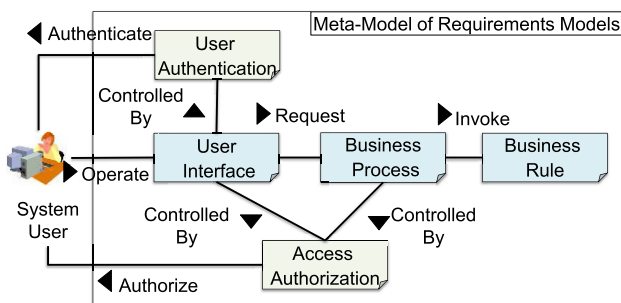 Meta-Model of Requirements Models
Authenticate
User
Authentication
Controlled
By
Request
Invoke
User
Interface
Business
Process
Business
Rule
Operate
System
User
Controlled
By
Controlled
By
Access
Authorization
Authorize